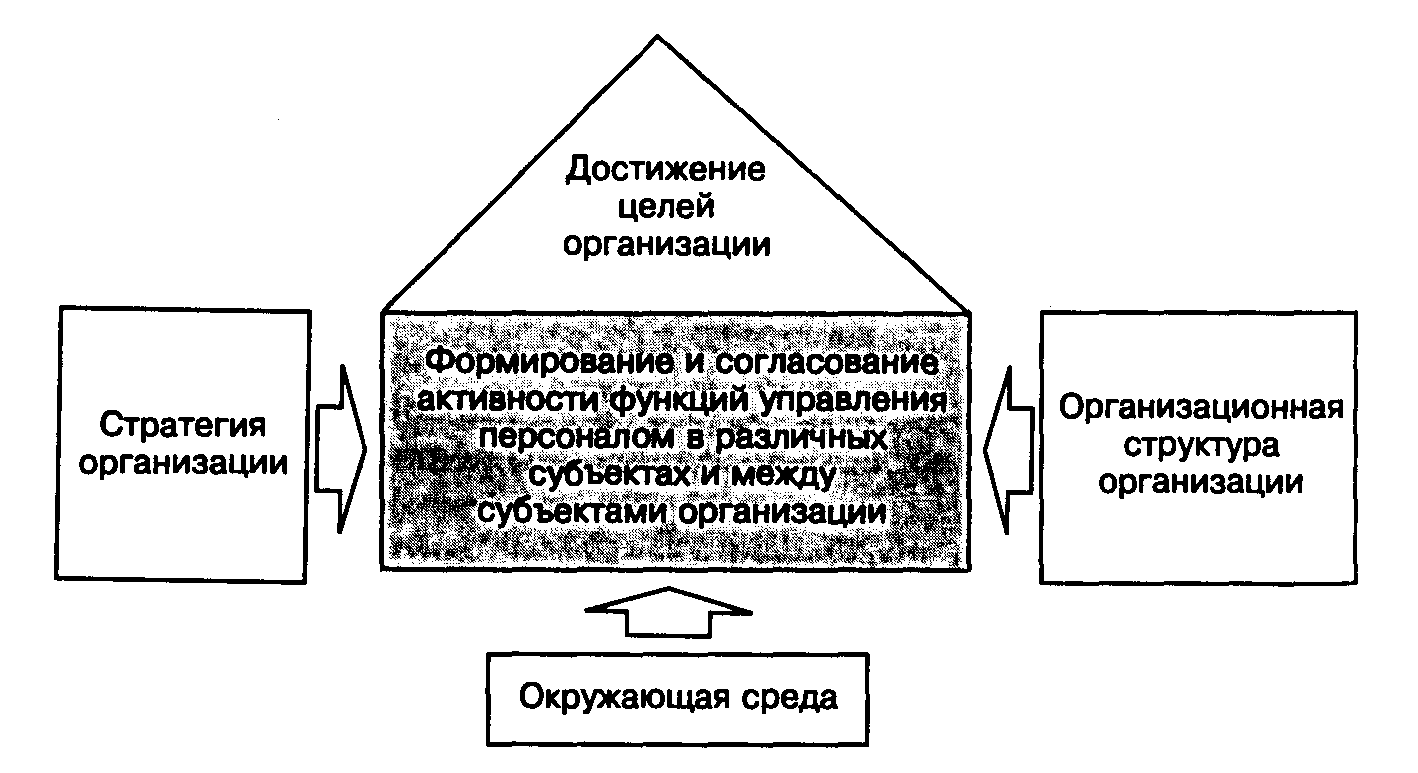 Достижение
целей
организации
Стратегия
организации
Формирование и согласование
активности функций управления
персоналом в различных
субъектах и между
субъектами организации
Организационная
структура
организации
Окружающая среда